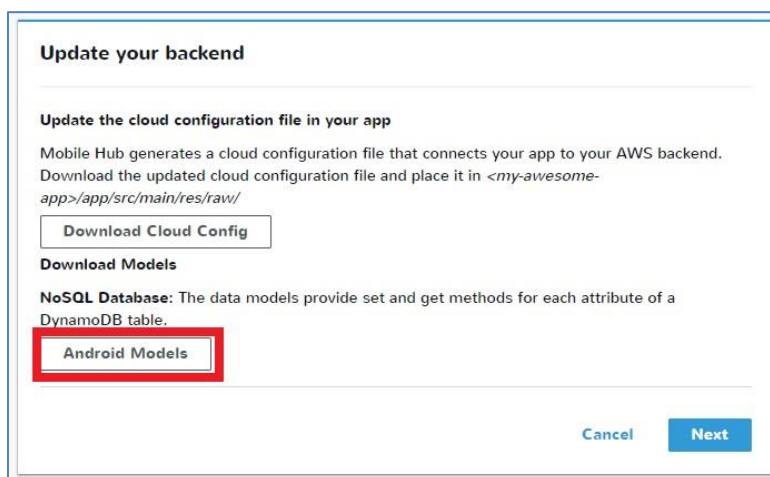 Update your backend
Update the cloud configuration file in your app
Mobile Hub generates a cloud configuration file that connects your app to your AWS backend.
Download the updated cloud configuration file and place it in <my-awesome-
app>/app/src/main/res/raw/
Download Cloud Config
Download Models
NoSQL Database: The data models provide set and get methods for each attribute of a
DynamoDB table.
Android Models
Cancel
Next